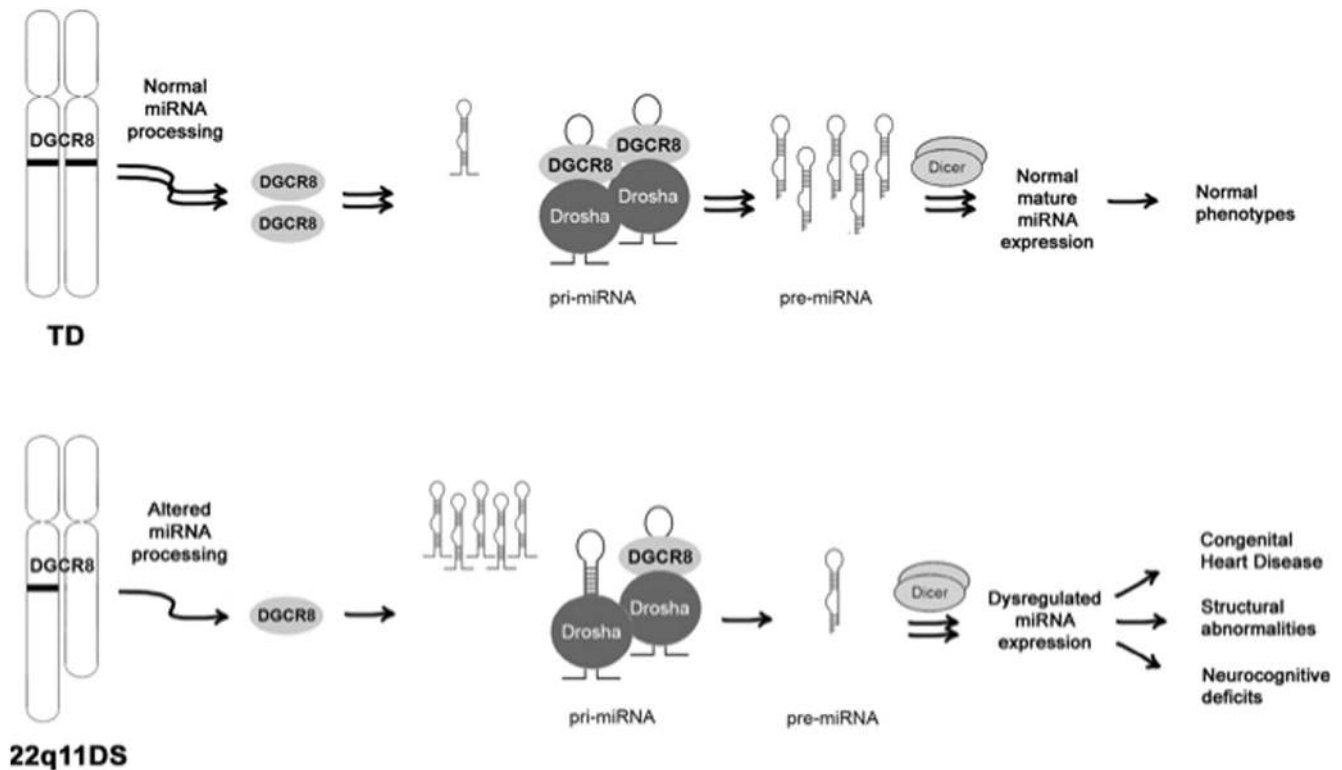 Normal
miRNA
processing
DGCR8
DGCR8
DGCR8
DGCR8
DGCR8
Drosha
Drosha
pri-miRNA
pre-miRNA
Dicer
Normal
mature
miRNA
expression
Normal
phenotypes
TD
Altered
miRNA
processing
DGCR8
DGCR8
DGCR8
Drosha
Drosha
pri-miRNA
pre-miRNA
Dicer
Dysregulated
miRNA
expression
Congenital
Heart Disease
Structural
abnormalities
Neurocognitive
deficits
22q11DS